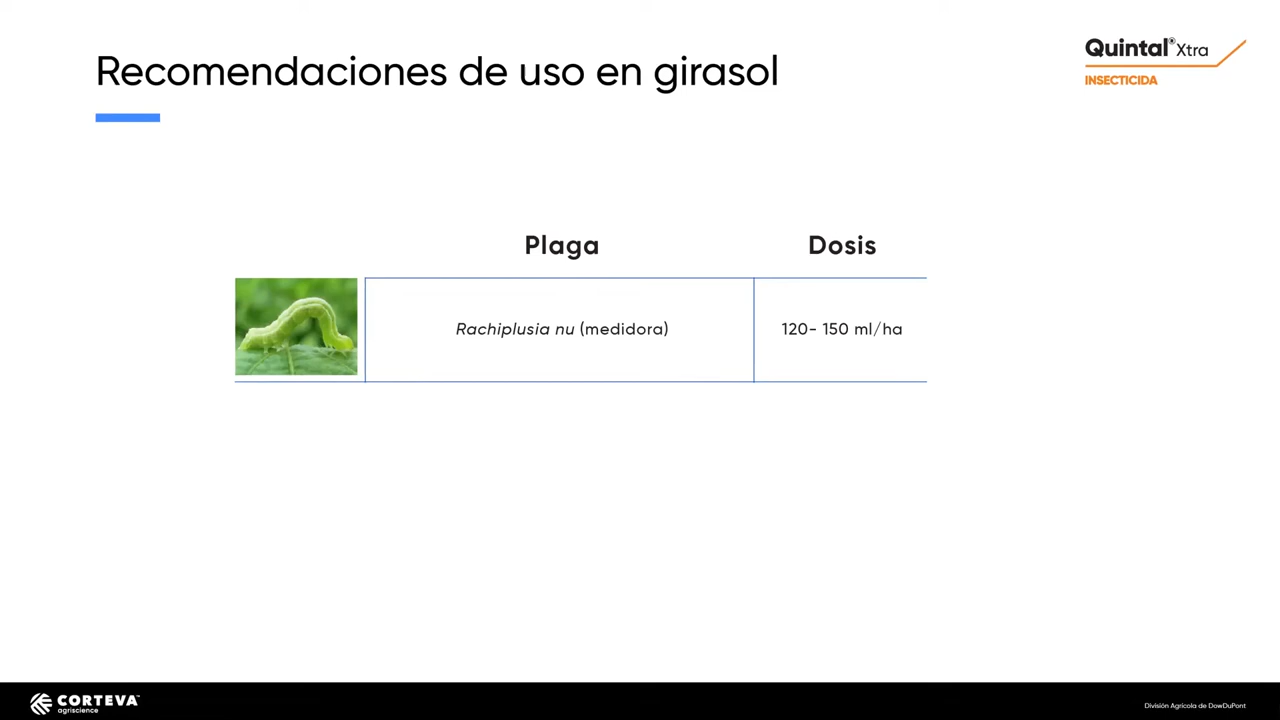 Recomendaciones de uso en girasol
Quintal® Xtra
INSECTICIDA
Plaga Dosis
Rachiplusia nu (medidora) 120- 150 ml/ha
CORTEVA™
agriscience
División Agrícola de DowDuPont